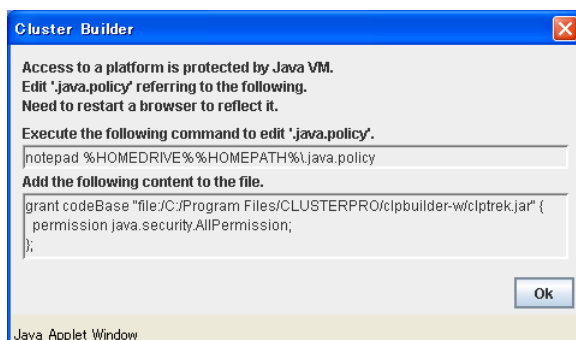 Cluster Builder
Access to a platform is protected by Java VM.
Edit '.java.policy' referring to the following.
Need to restart a browser to reflect it.
Execute the following command to edit '.java.policy'.
notepad %HOMEDRIVE%%HOMEPATH%\.java.policy
Add the following content to the file.
grant codeBase "file:/C:/Program Files/CLUSTERPRO/clpbuilder-w/clptrek.jar" {
  permission java.security.AllPermission;
};
Ok
Java Applet Window